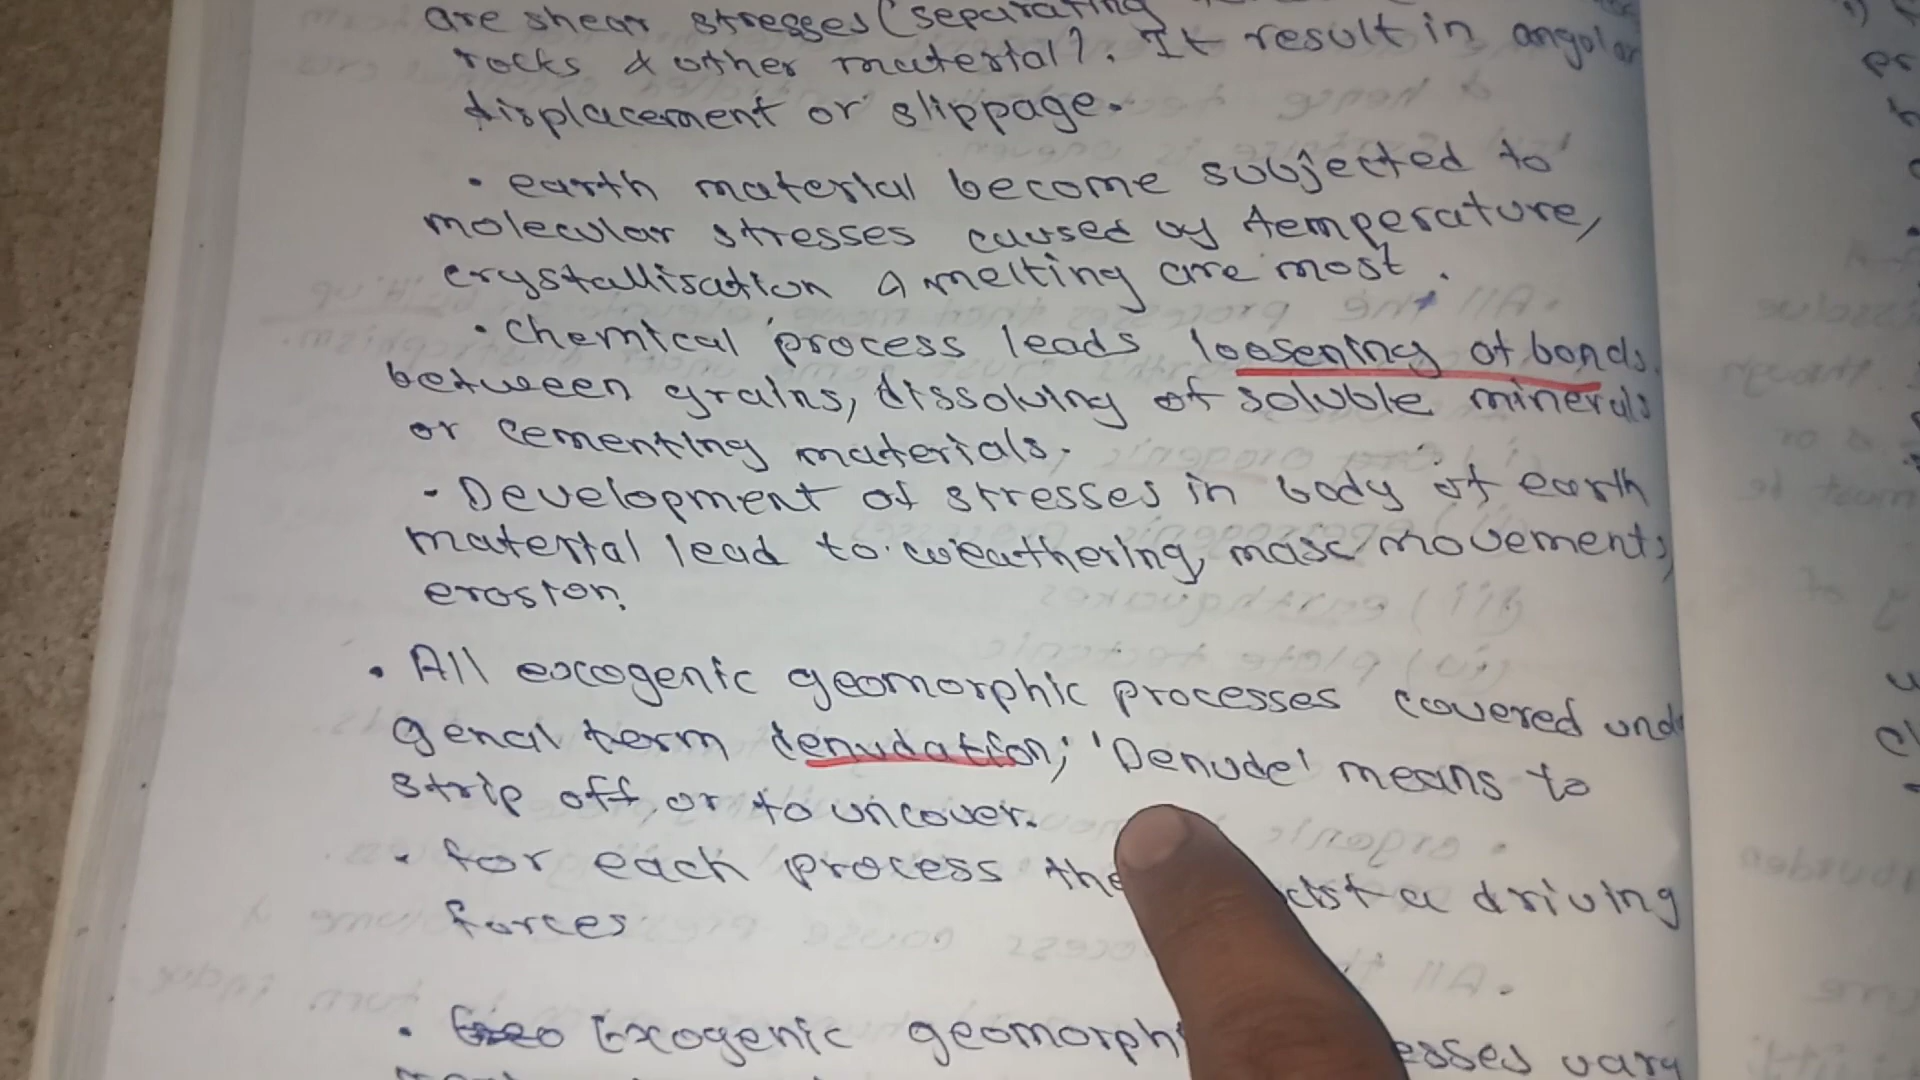 are shear stresses (separating
rocks & other material). It result in angular
displacement or slippage.
• earth material become subjected to
molecular stresses caused by temperature,
crystallisation & melting are most.
• chemical process leads loosening of bonds
between grains, dissolving of soluble minerals
or cementing materials.
- Development of stresses in body of earth
material lead to weathering, mass movement,
erosion.
• All exogenic geomorphic processes covered und
genal term denudation; 'Denude' means to
strip off or to uncover.
• for each process the driving
forces
• Exogenic geomorph esses vary